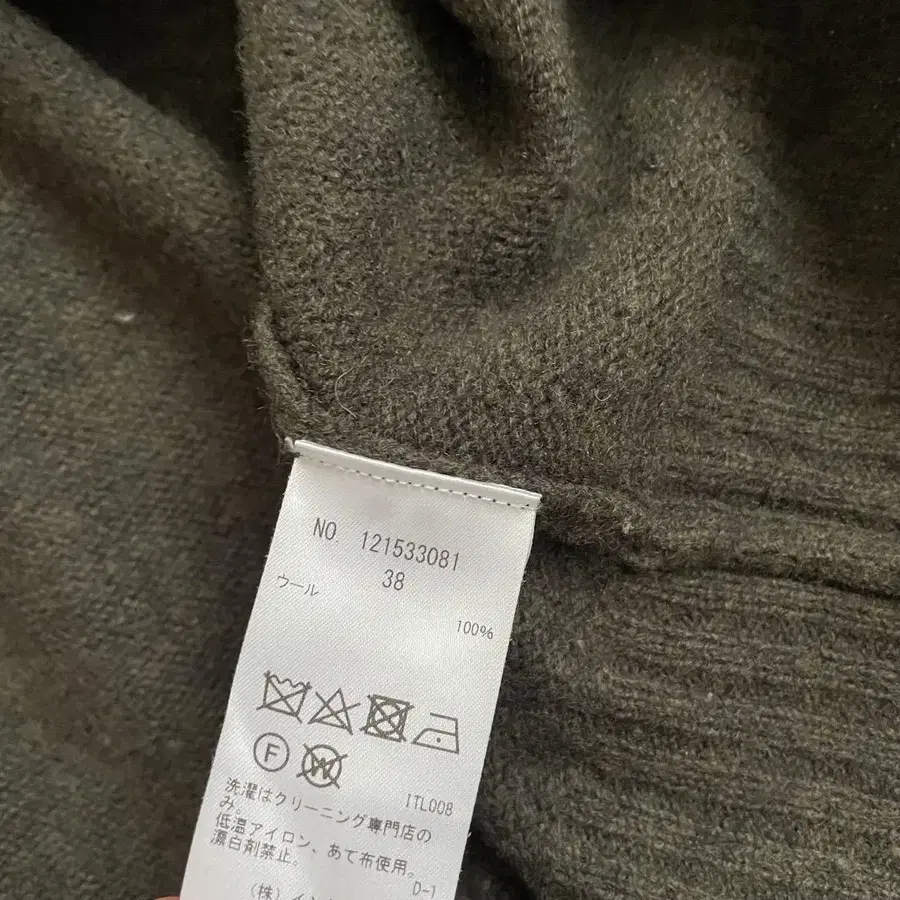 NO. 121533081
38
ウール
100%
F
W
ITL008
洗濯はクリーニング専門店の
み。
低温アイロン、あて布使用。
漂白剤禁止。
D-1
(株)